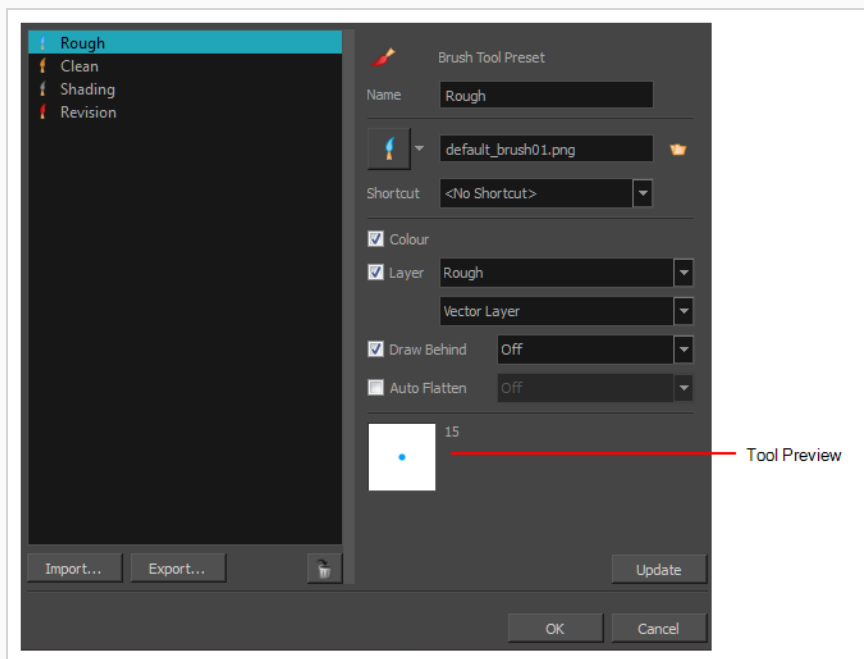 Rough
Clean
Shading
Revision
Import...
Export...
Brush Tool Preset
Name
Rough
default_brush01.png
Shortcut
<No Shortcut>
Colour
Layer
Rough
Vector Layer
Draw Behind
Off
Auto Flatten
Off
15
Tool Preview
Update
OK
Cancel